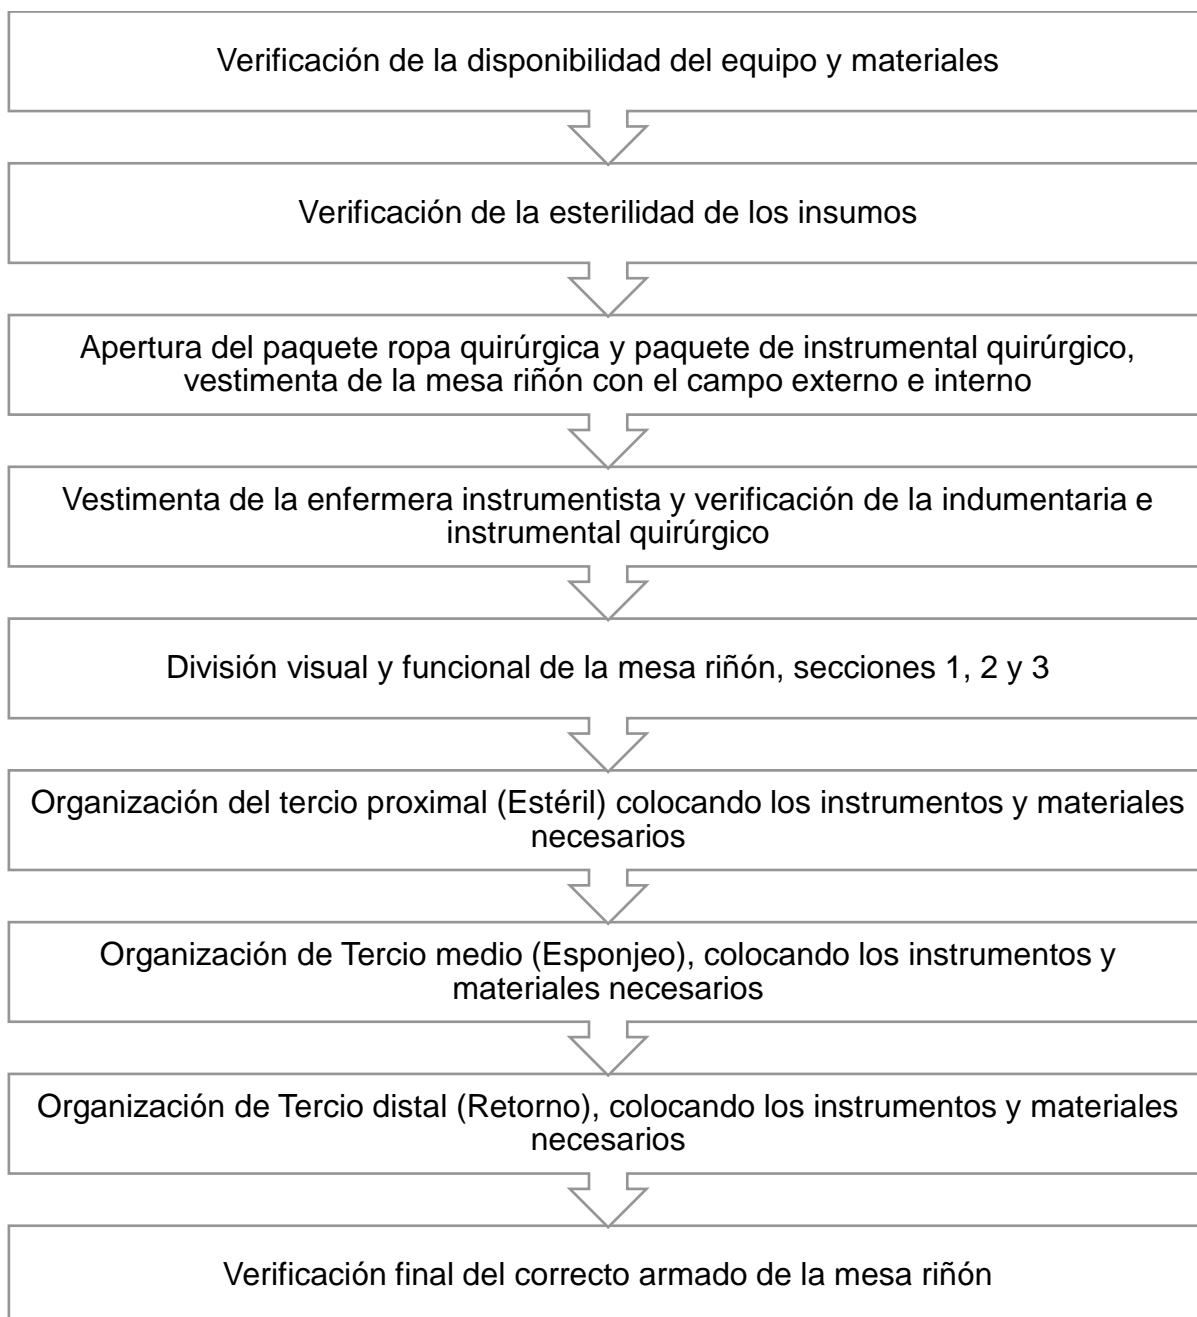 Verificación de la disponibilidad del equipo y materiales
Verificación de la esterilidad de los insumos
Apertura del paquete ropa quirúrgica y paquete de instrumental quirúrgico,
vestimenta de la mesa riñón con el campo externo e interno
Vestimenta de la enfermera instrumentista y verificación de la indumentaria e
instrumental quirúrgico
División visual y funcional de la mesa riñón, secciones 1, 2 y 3
Organización del tercio proximal (Estéril) colocando los instrumentos y materiales
necesarios
Organización de Tercio medio (Esponjeo), colocando los instrumentos y
materiales necesarios
Organización de Tercio distal (Retorno), colocando los instrumentos y materiales
necesarios
Verificación final del correcto armado de la mesa riñón